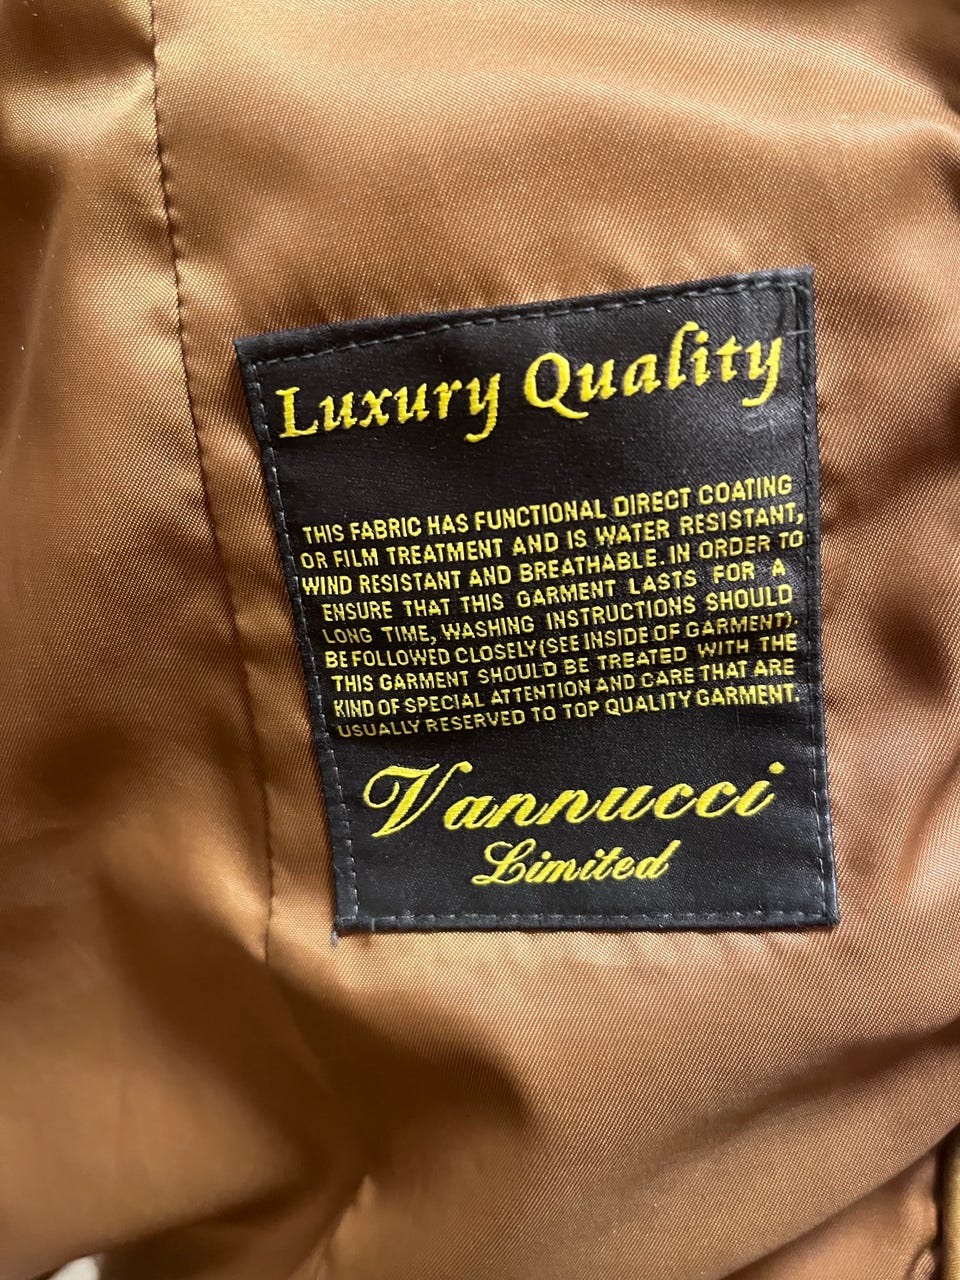 Luxury Quality
THIS FABRIC HAS FUNCTIONAL DIRECT COATING
OR FILM TREATMENT AND IS WATER RESISTANT,
WIND RESISTANT AND BREATHABLE. IN ORDER TO
ENSURE THAT THIS GARMENT LASTS FOR A
LONG TIME, WASHING INSTRUCTIONS SHOULD
BE FOLLOWED CLOSELY (SEE INSIDE OF GARMENT).
THIS GARMENT SHOULD BE TREATED WITH THE
KIND OF SPECIAL ATTENTION AND CARE THAT ARE
USUALLY RESERVED TO TOP QUALITY GARMENT.
Vannucci
Limited